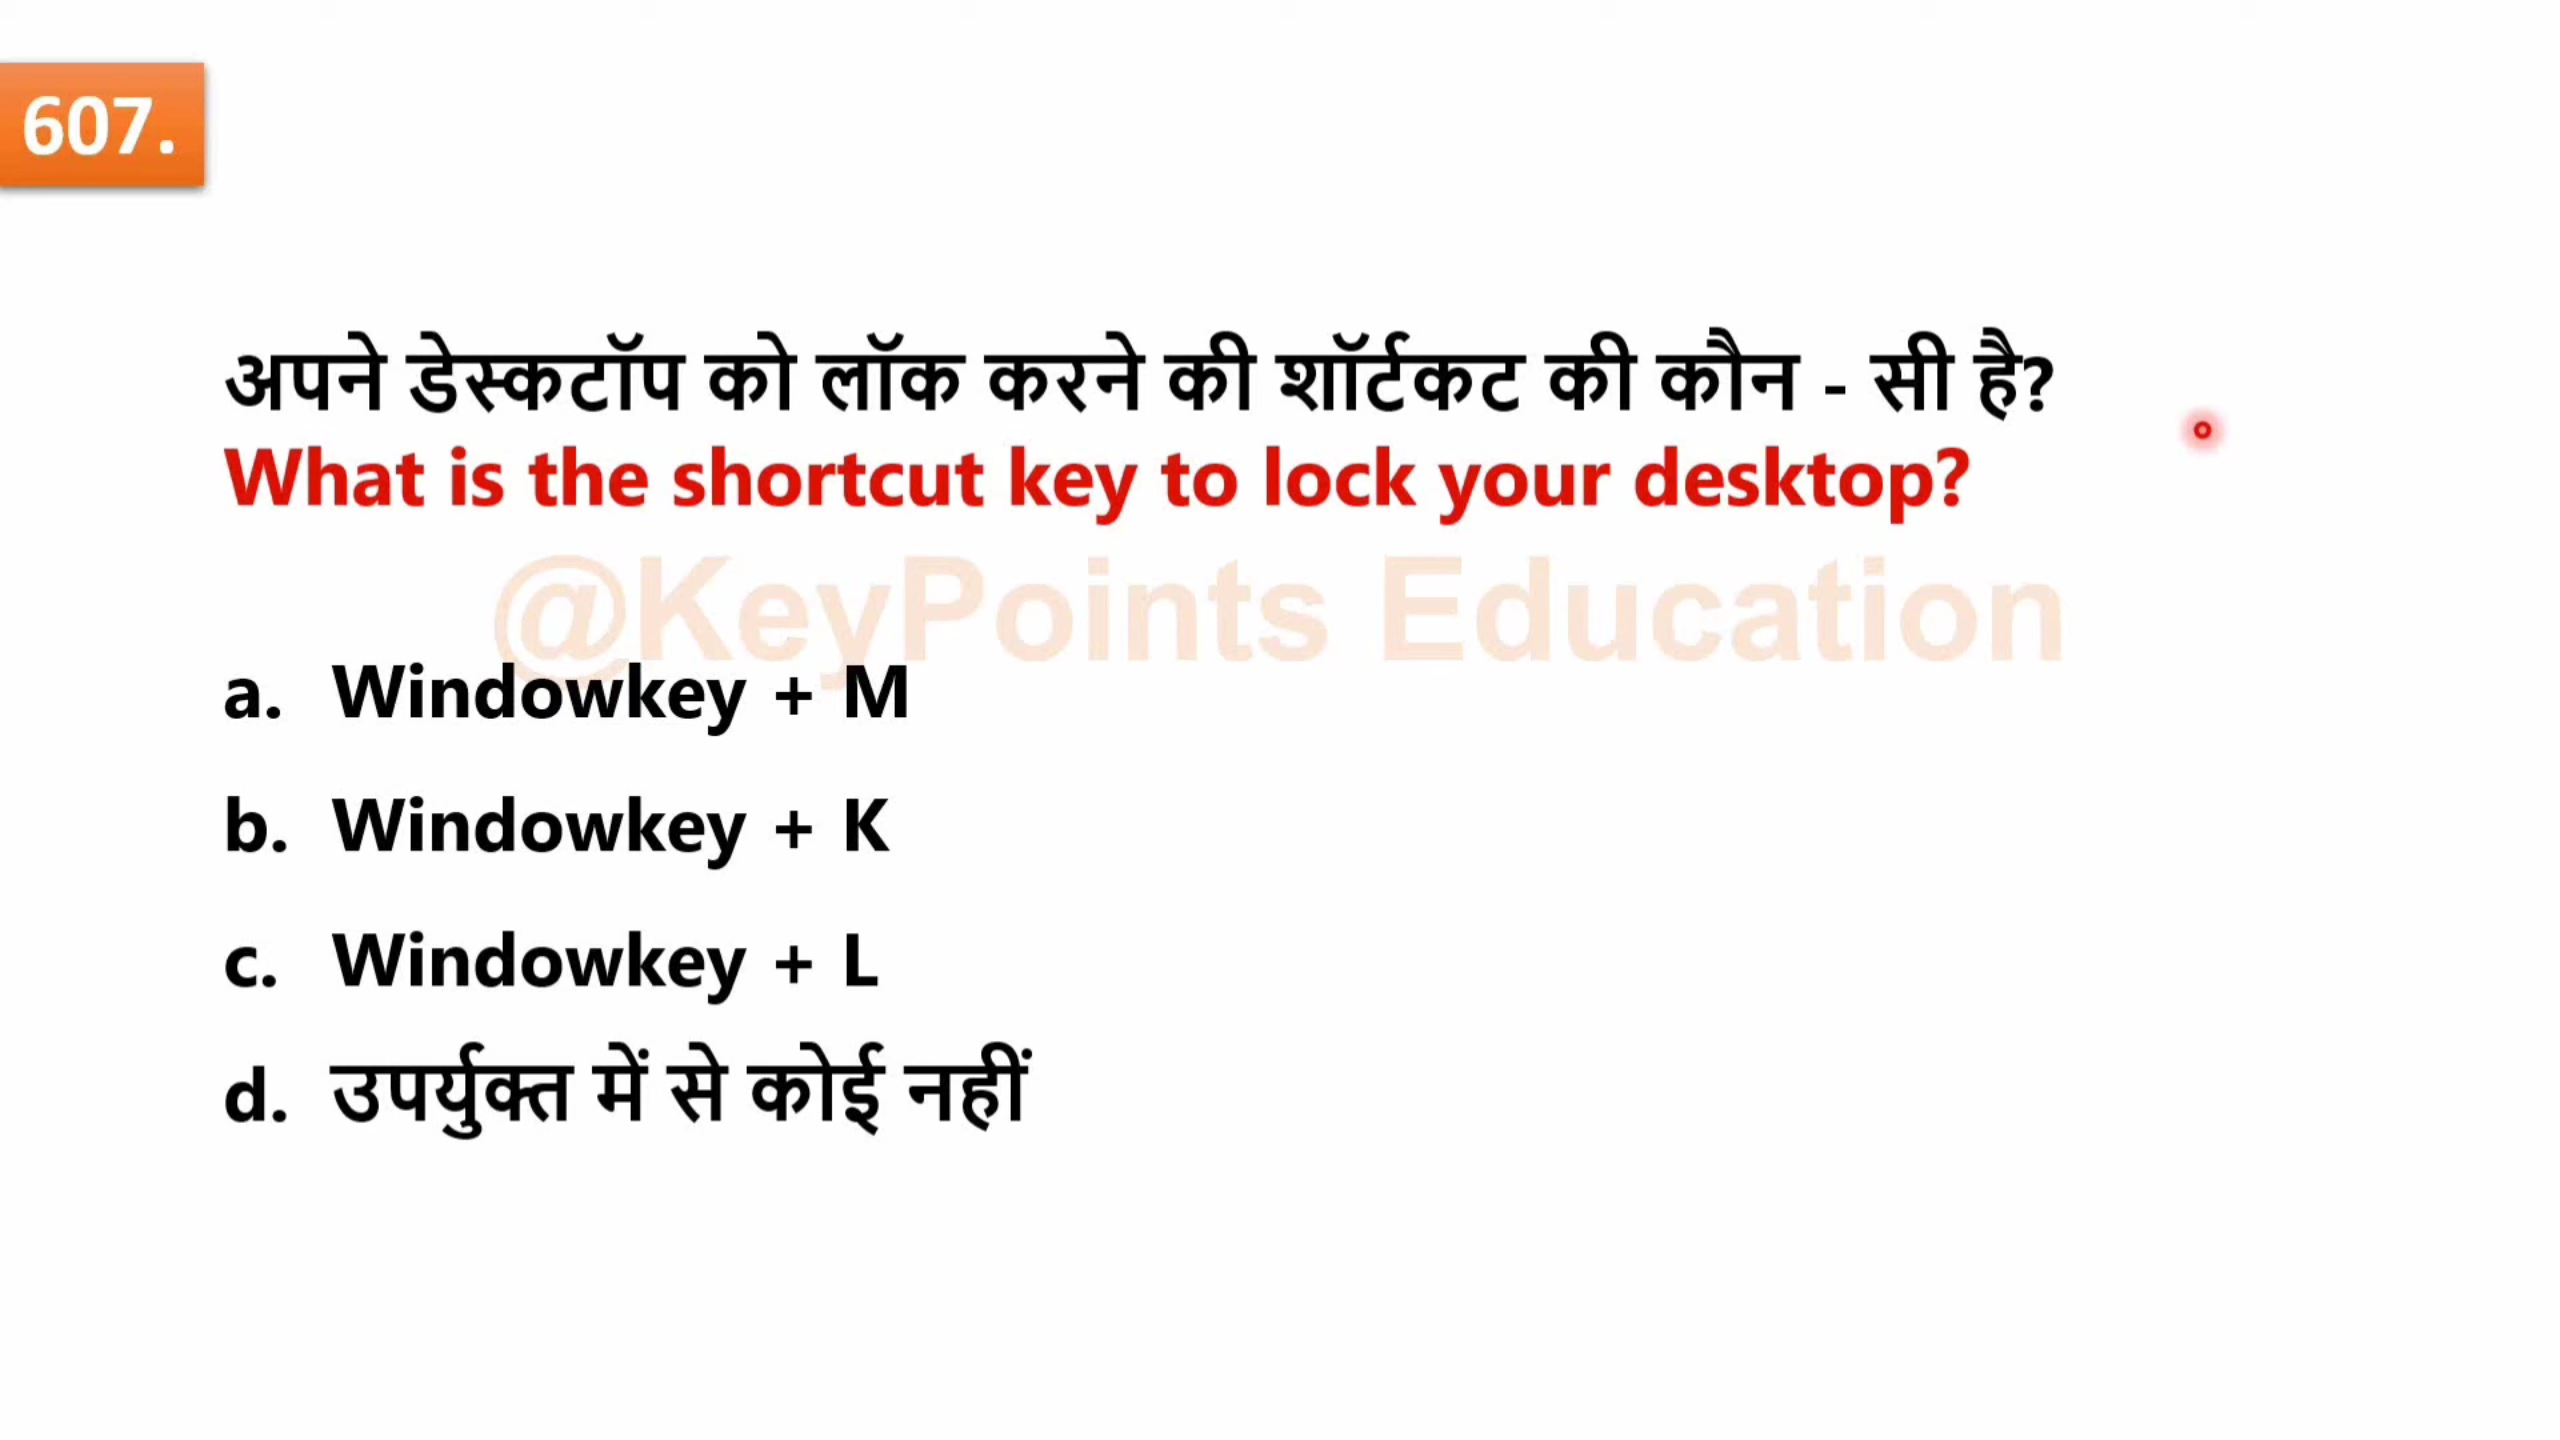 607.
अपने डेस्कटॉप को लॉक करने की शॉर्टकट की कौन - सी है?
What is the shortcut key to lock your desktop?
@KeyPoints Education
a. Windowkey + M
b. Windowkey + K
c. Windowkey + L
d. उपर्युक्त में से कोई नहीं